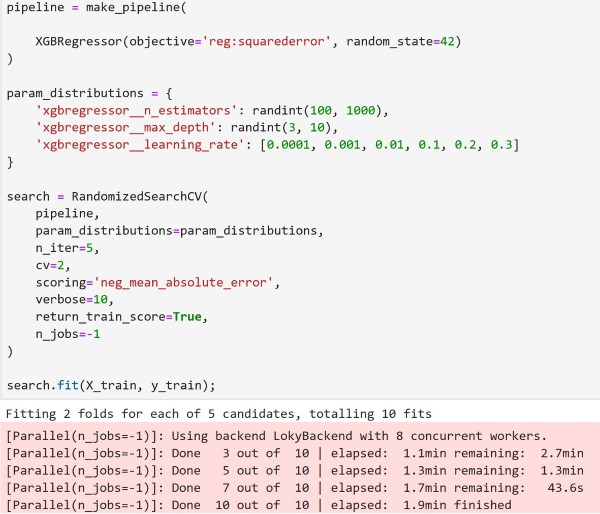 pipeline = make_pipeline(
XGBRegressor(objective='reg:squarederror', random_state=42)
)
param_distributions = {
'xgbregressor__n_estimators': randint(100, 1000),
'xgbregressor__max_depth': randint(3, 10),
'xgbregressor__learning_rate': [0.0001, 0.001, 0.01, 0.1, 0.2, 0.3]
}
search = RandomizedSearchCV(
pipeline,
param_distributions=param_distributions,
n_iter=5,
cv=2,
scoring='neg_mean_absolute_error',
verbose=10,
return_train_score=True,
n_jobs=-1
)
search.fit(X_train, y_train);
Fitting 2 folds for each of 5 candidates, totalling 10 fits
[Parallel(n_jobs=-1)]: Using backend LokyBackend with 8 concurrent workers.
[Parallel(n_jobs=-1)]: Done   3 out of  10 | elapsed:  1.1min remaining:  2.7min
[Parallel(n_jobs=-1)]: Done   5 out of  10 | elapsed:  1.3min remaining:  1.3min
[Parallel(n_jobs=-1)]: Done   7 out of  10 | elapsed:  1.7min remaining:   43.6s
[Parallel(n_jobs=-1)]: Done  10 out of  10 | elapsed:  1.9min finished